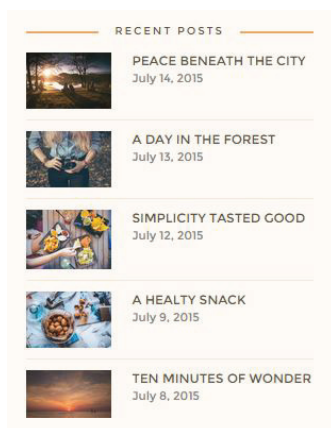 RECENT POSTS
PEACE BENEATH THE CITY
July 14, 2015
A DAY IN THE FOREST
July 13, 2015
SIMPLICITY TASTED GOOD
July 12, 2015
A HEALTY SNACK
July 9, 2015
TEN MINUTES OF WONDER
July 8, 2015